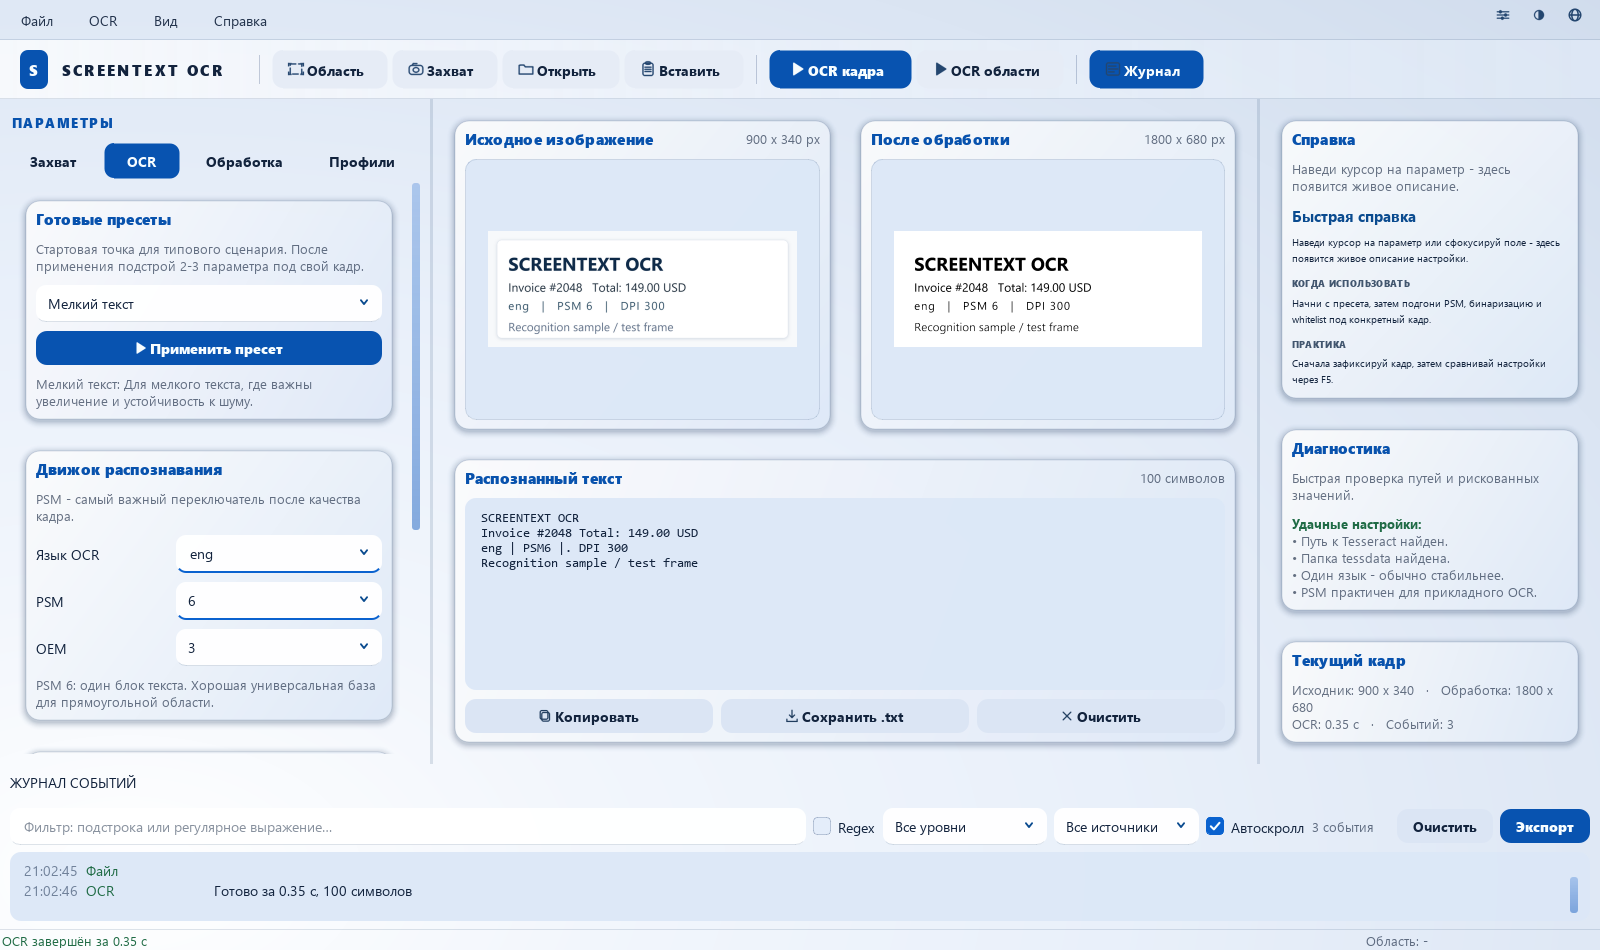 Файл OCR Вид Справка
S SCREENTEXT OCR Область Захват Открыть Вставить OCR кадра OCR области Журнал
ПАРАМЕТРЫ
Захват OCR Обработка Профили
Готовые пресеты
Стартовая точка для типового сценария. После
применения подстрой 2-3 параметра под свой кадр.
Мелкий текст
Применить пресет
Мелкий текст: Для мелкого текста, где важны
увеличение и устойчивость к шуму.
Движок распознавания
PSM - самый важный переключатель после качества
кадра.
Язык OCR eng
PSM 6
OEM 3
PSM 6: один блок текста. Хорошая универсальная база
для прямоугольной области.
Исходное изображение 900 x 340 px
SCREENTEXT OCR
Invoice #2048 Total: 149.00 USD
eng | PSM 6 | DPI 300
Recognition sample / test frame
После обработки 1800 x 680 px
SCREENTEXT OCR
Invoice #2048 Total: 149.00 USD
eng | PSM 6 | DPI 300
Recognition sample / test frame
Распознанный текст 100 символов
SCREENTEXT OCR
Invoice #2048 Total: 149.00 USD
eng | PSM6 |. DPI 300
Recognition sample / test frame
Копировать Сохранить .txt Очистить
Справка
Наведи курсор на параметр - здесь
появится живое описание.
Быстрая справка
Наведи курсор на параметр или сфокусируй поле - здесь
появится живое описание настройки.
КОГДА ИСПОЛЬЗОВАТЬ
Начни с пресета, затем подгони PSM, бинаризацию и
whitelist под конкретный кадр.
ПРАКТИКА
Сначала зафиксируй кадр, затем сравнивай настройки
через F5.
Диагностика
Быстрая проверка путей и рискованных
значений.
Удачные настройки:
• Путь к Tesseract найден.
• Папка tessdata найдена.
• Один язык - обычно стабильнее.
• PSM практичен для прикладного OCR.
Текущий кадр
Исходник: 900 x 340 · Обработка: 1800 x
680
OCR: 0.35 с · Событий: 3
ЖУРНАЛ СОБЫТИЙ
Фильтр: подстрока или регулярное выражение... Regex Все уровни Все источники Автоскролл 3 события Очистить Экспорт
21:02:45 Файл
21:02:46 OCR Готово за 0.35 с, 100 символов
OCR завершён за 0.35 с Область: -